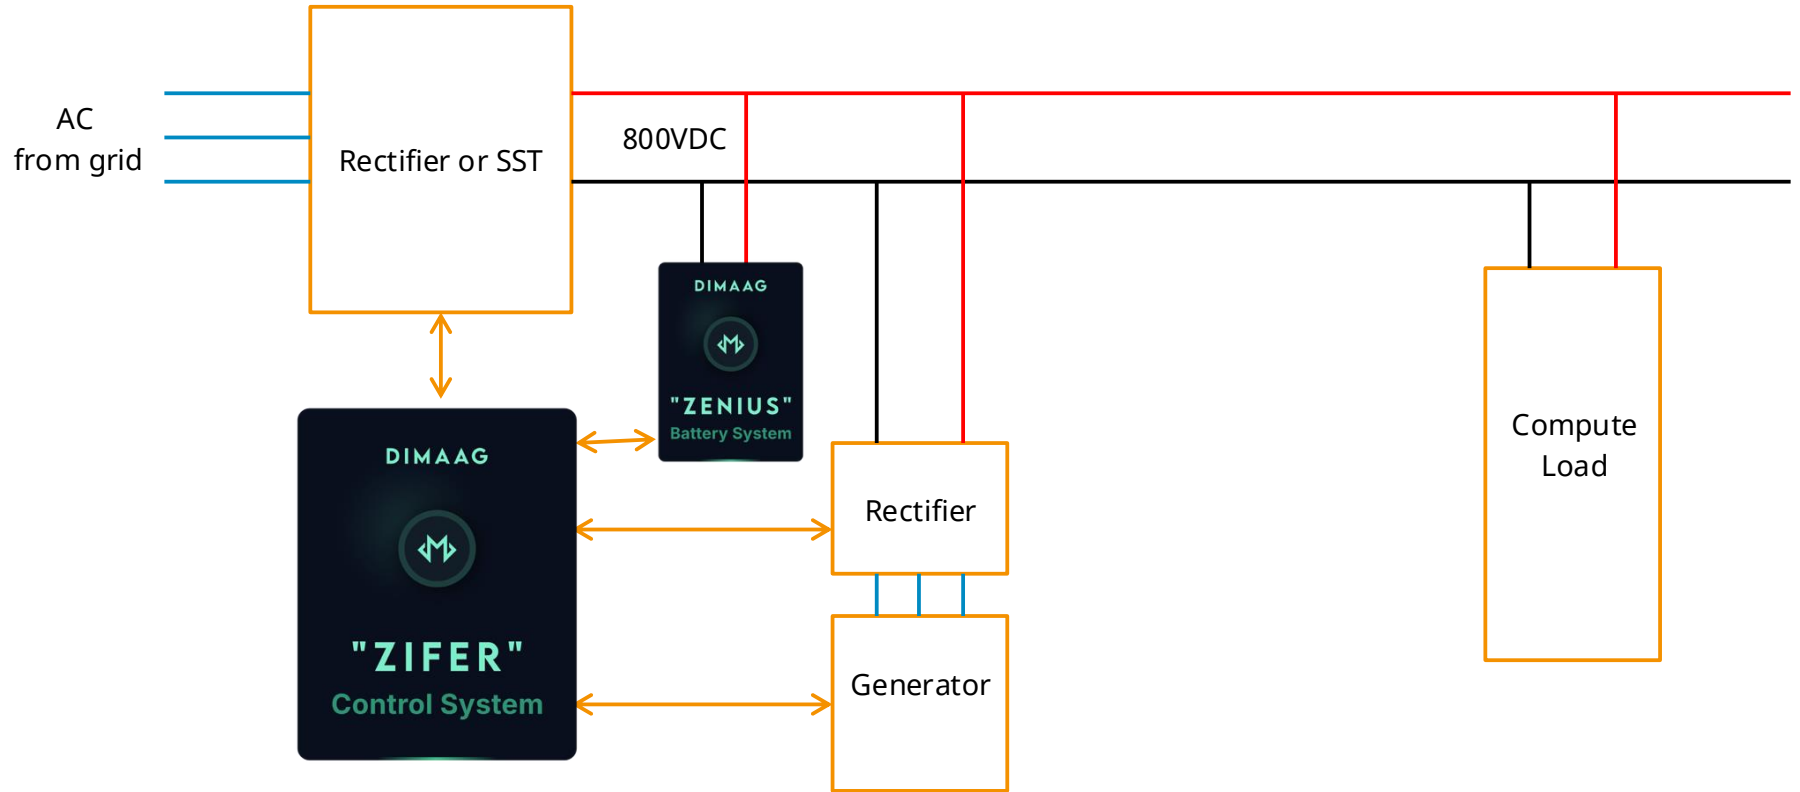 AC
from grid
Rectifier or SST
800VDC
DIMAAG
"ZENIUS"
Battery System
DIMAAG
"ZIFER"
Control System
Rectifier
Generator
Compute
Load